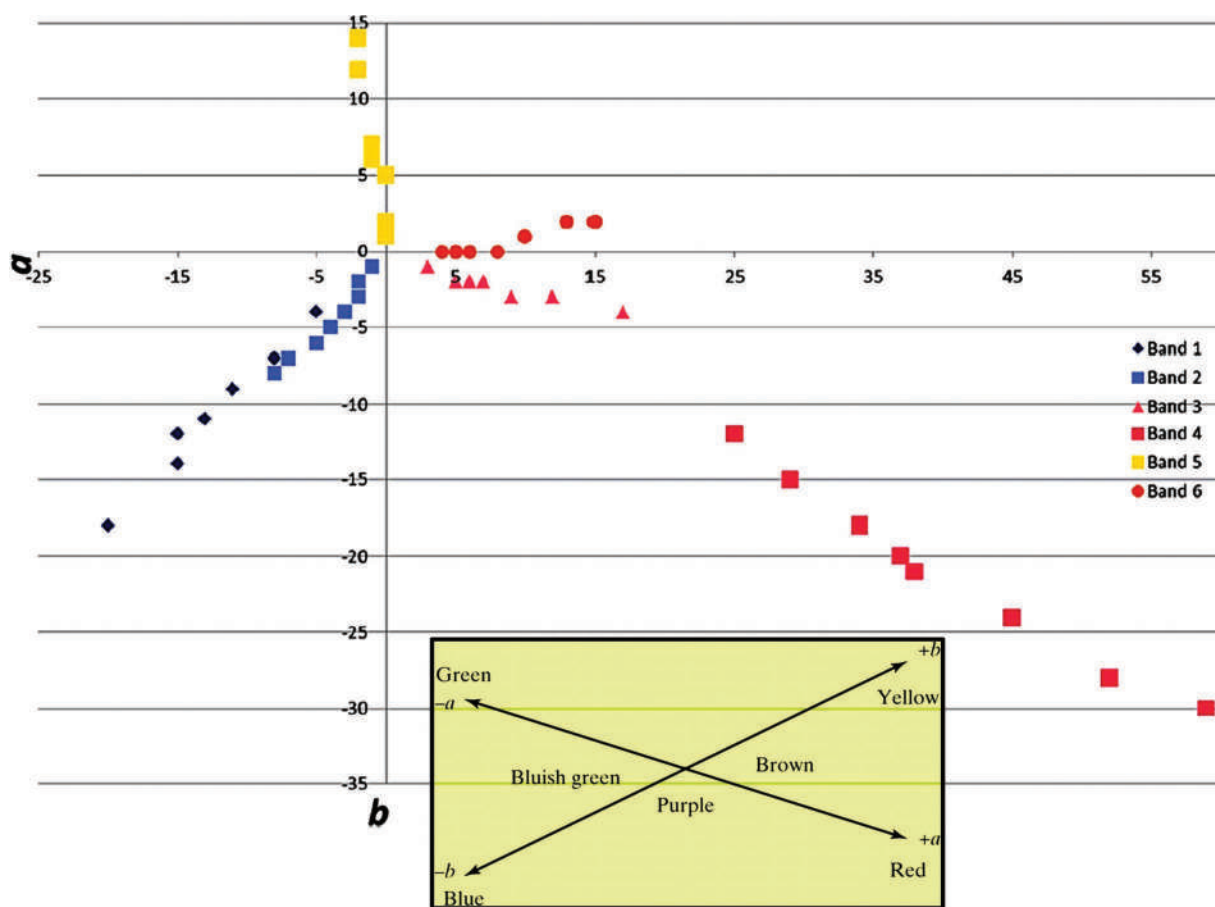 15
10
5
0
a
-25
-15
-5
5
15
25
35
45
55
-5
-10
-15
-20
-25
-30
-35
b
Band 1
Band 2
Band 3
Band 4
Band 5
Band 6
+b
Green
Yellow
–a
Brown
Bluish green
Purple
+a
–b
Red
Blue